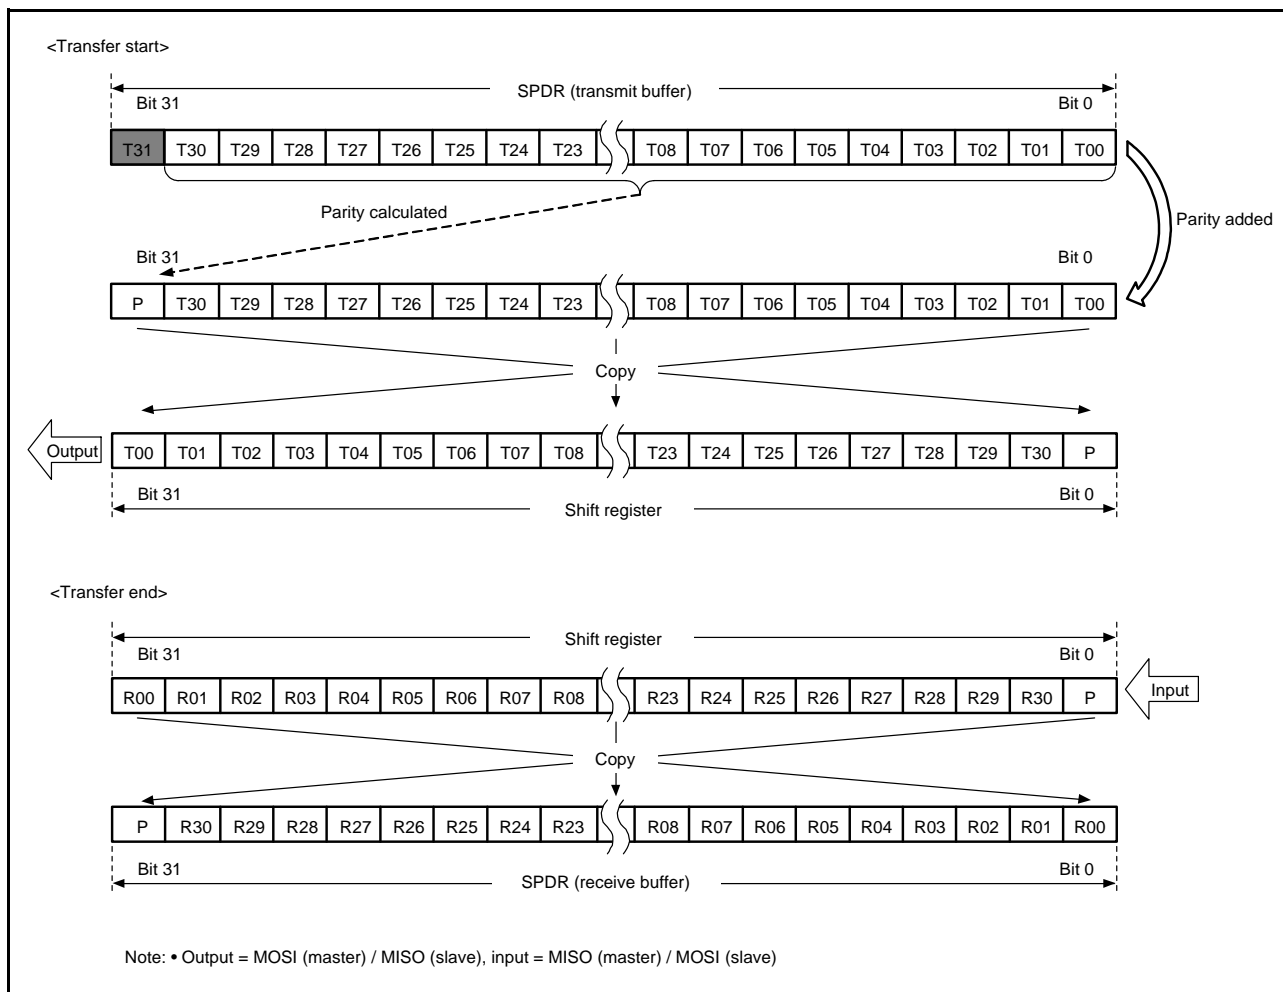 <Transfer start>
SPDR (transmit buffer)
Bit 31 Bit 0
T31 T30 T29 T28 T27 T26 T25 T24 T23 T08 T07 T06 T05 T04 T03 T02 T01 T00
Parity calculated
Parity added
Bit 31 Bit 0
P T30 T29 T28 T27 T26 T25 T24 T23 T08 T07 T06 T05 T04 T03 T02 T01 T00
Copy
Output
T00 T01 T02 T03 T04 T05 T06 T07 T08 T23 T24 T25 T26 T27 T28 T29 T30 P
Bit 31 Bit 0
Shift register
<Transfer end>
Shift register
Bit 31 Bit 0
R00 R01 R02 R03 R04 R05 R06 R07 R08 R23 R24 R25 R26 R27 R28 R29 R30 P
Input
Copy
P R30 R29 R28 R27 R26 R25 R24 R23 R08 R07 R06 R05 R04 R03 R02 R01 R00
Bit 31 Bit 0
SPDR (receive buffer)
Note: • Output = MOSI (master) / MISO (slave), input = MISO (master) / MOSI (slave)